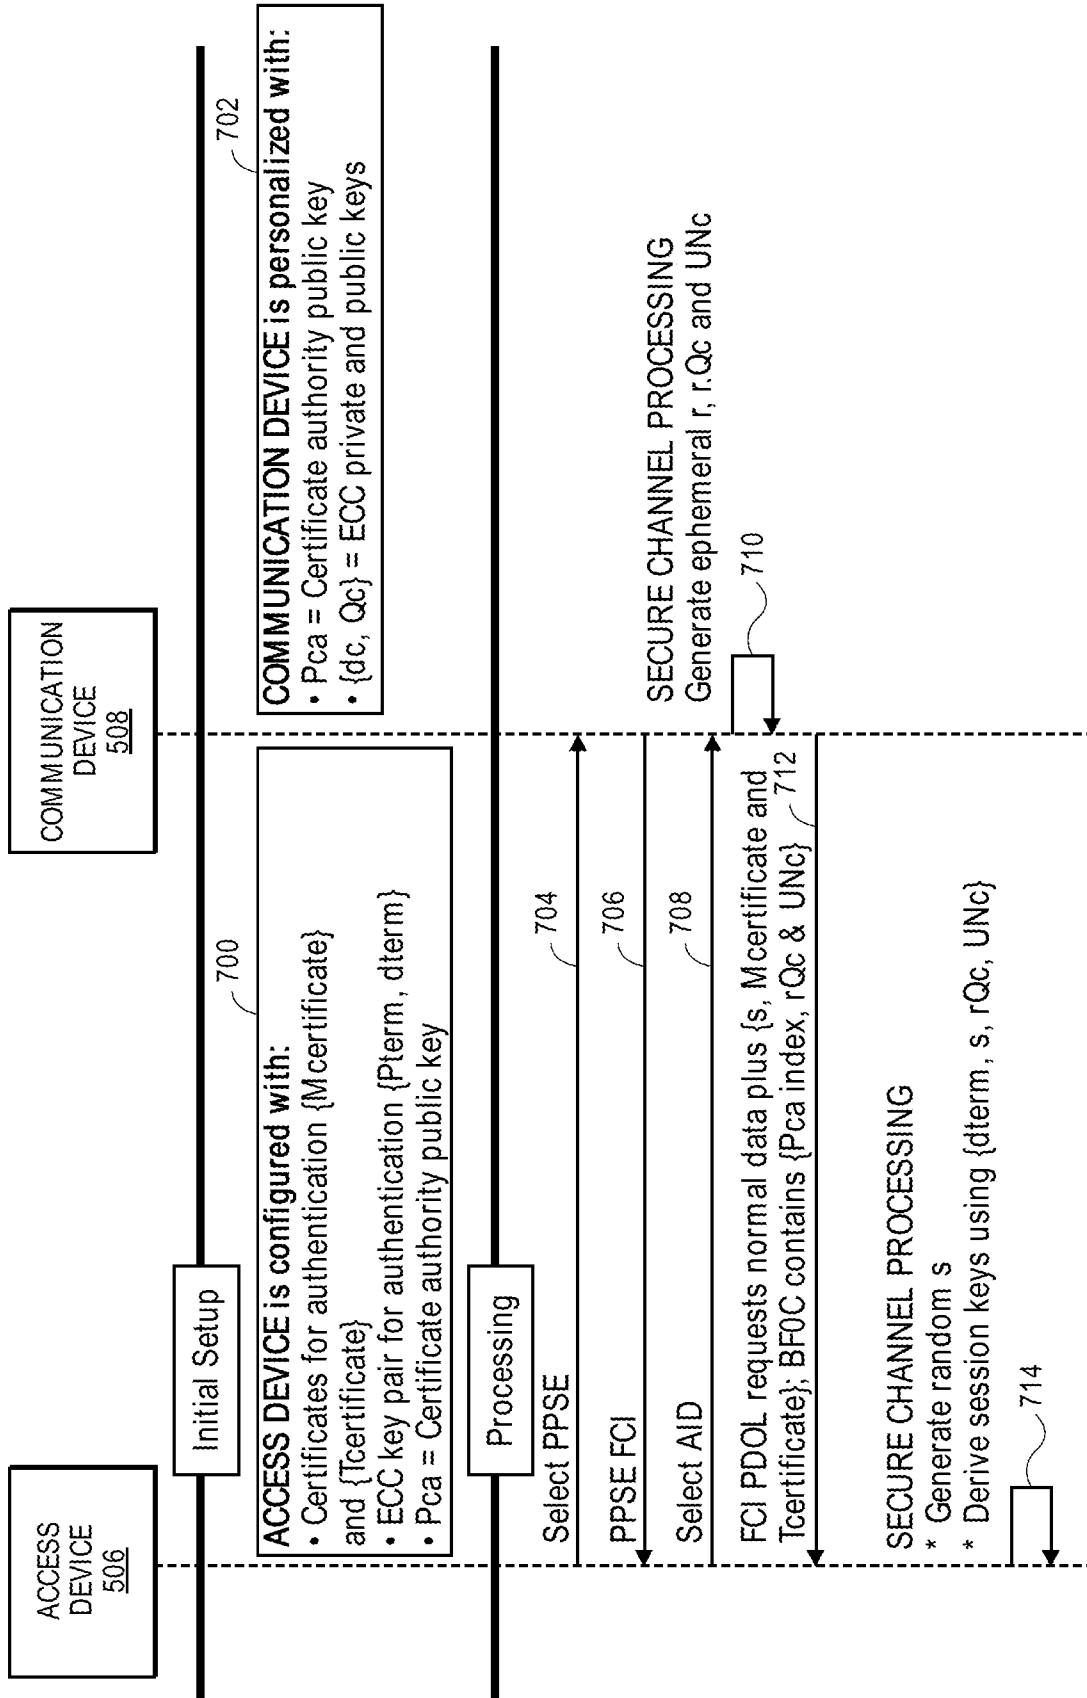 ACCESS
DEVICE
506
COMMUNICATION
DEVICE
508
Initial Setup
700
ACCESS DEVICE is configured with:
• Certificates for authentication {Mcertificate}
and {Tcertificate}
• ECC key pair for authentication {Pterm, dterm}
• Pca = Certificate authority public key
702
COMMUNICATION DEVICE is personalized with:
• Pca = Certificate authority public key
• {dc, Qc} = ECC private and public keys
Processing
Select PPSE
704
PPSE FCI
706
Select AID
708
SECURE CHANNEL PROCESSING
Generate ephemeral r, r.Qc and UNc
710
FCI PDOL requests normal data plus {s, Mcertificate and
Tcertificate}; BF0C contains {Pca index, rQc & UNc}
712
SECURE CHANNEL PROCESSING
* Generate random s
* Derive session keys using {dterm, s, rQc, UNc}
714